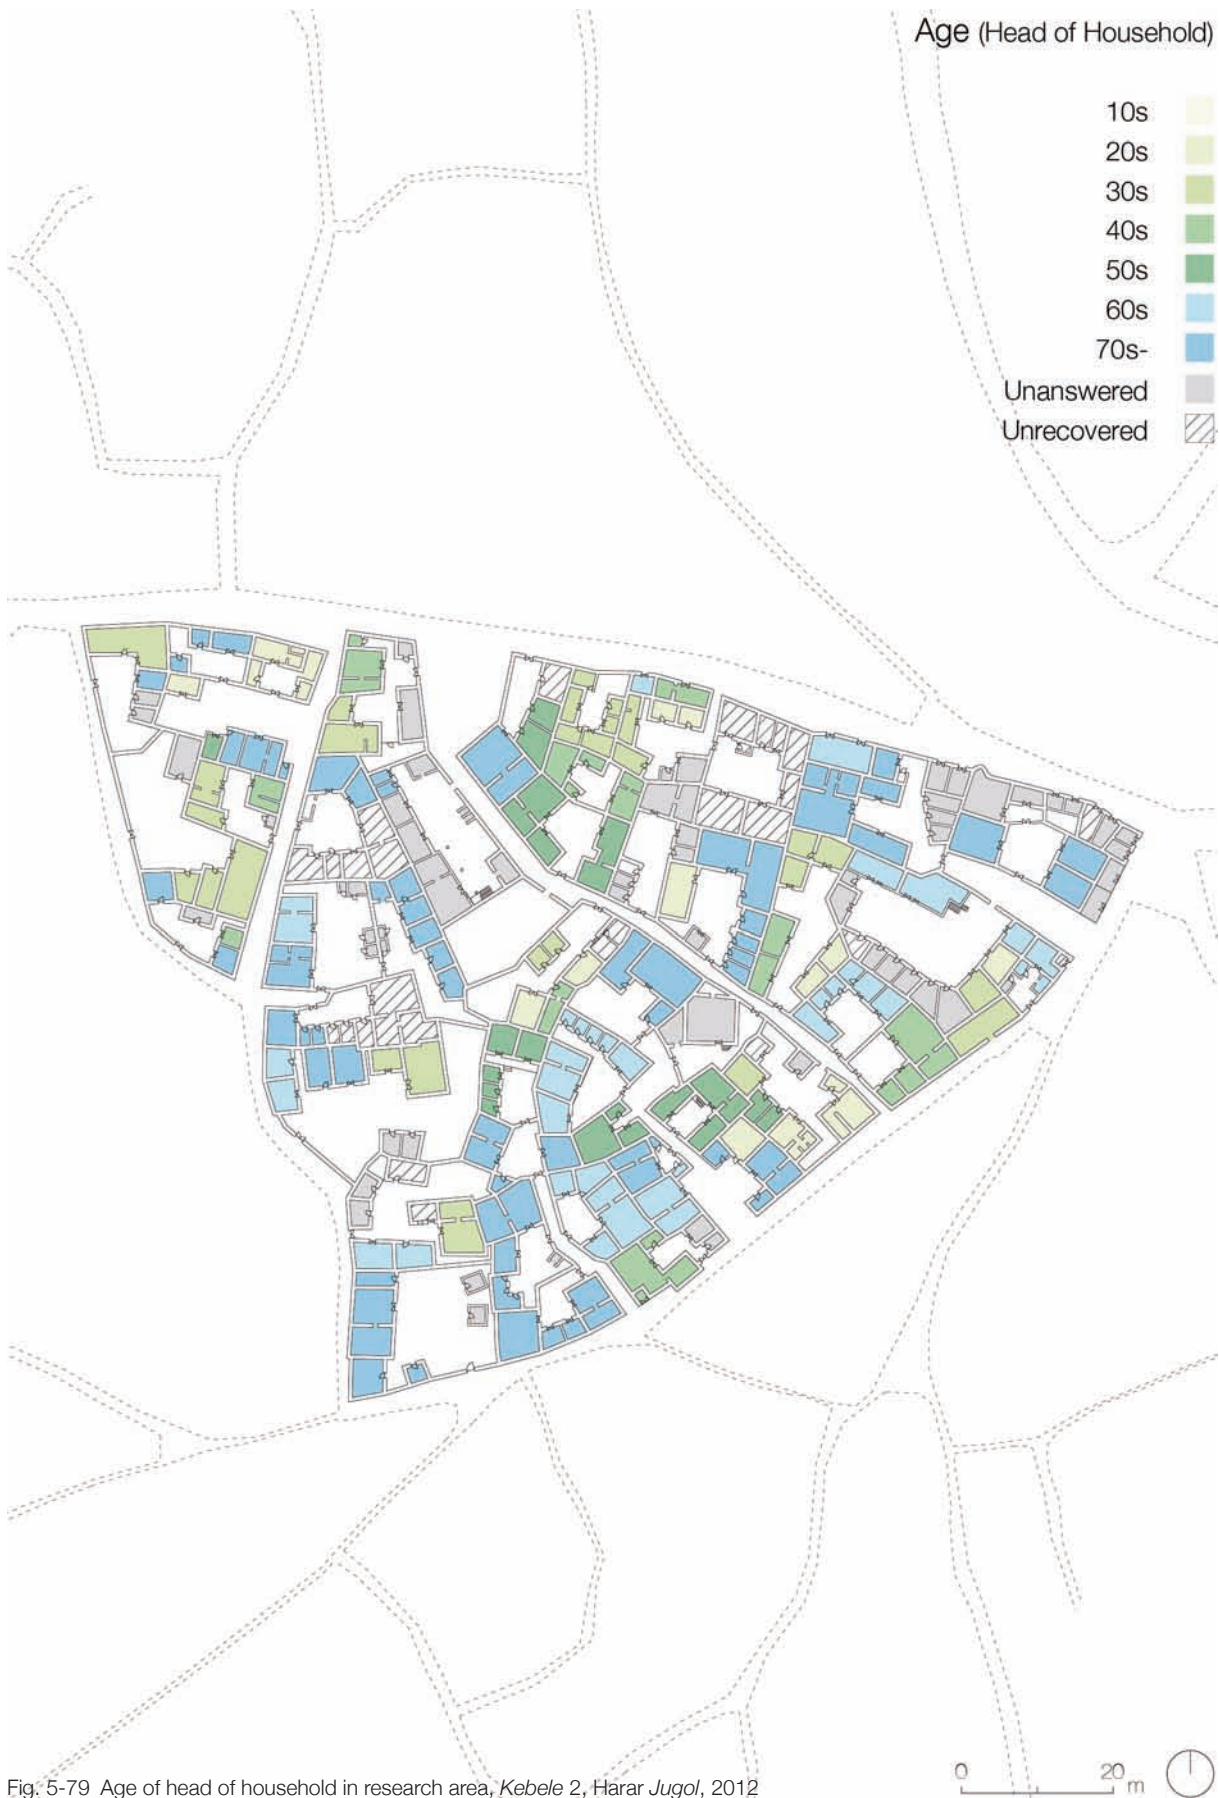 Age (Head of Household)
10s
20s
30s
40s
50s
60s
70s-
Unanswered
Unrecovered
0 20 m
Fig. 5-79 Age of head of household in research area, Kebele 2, Harar Jugol, 2012